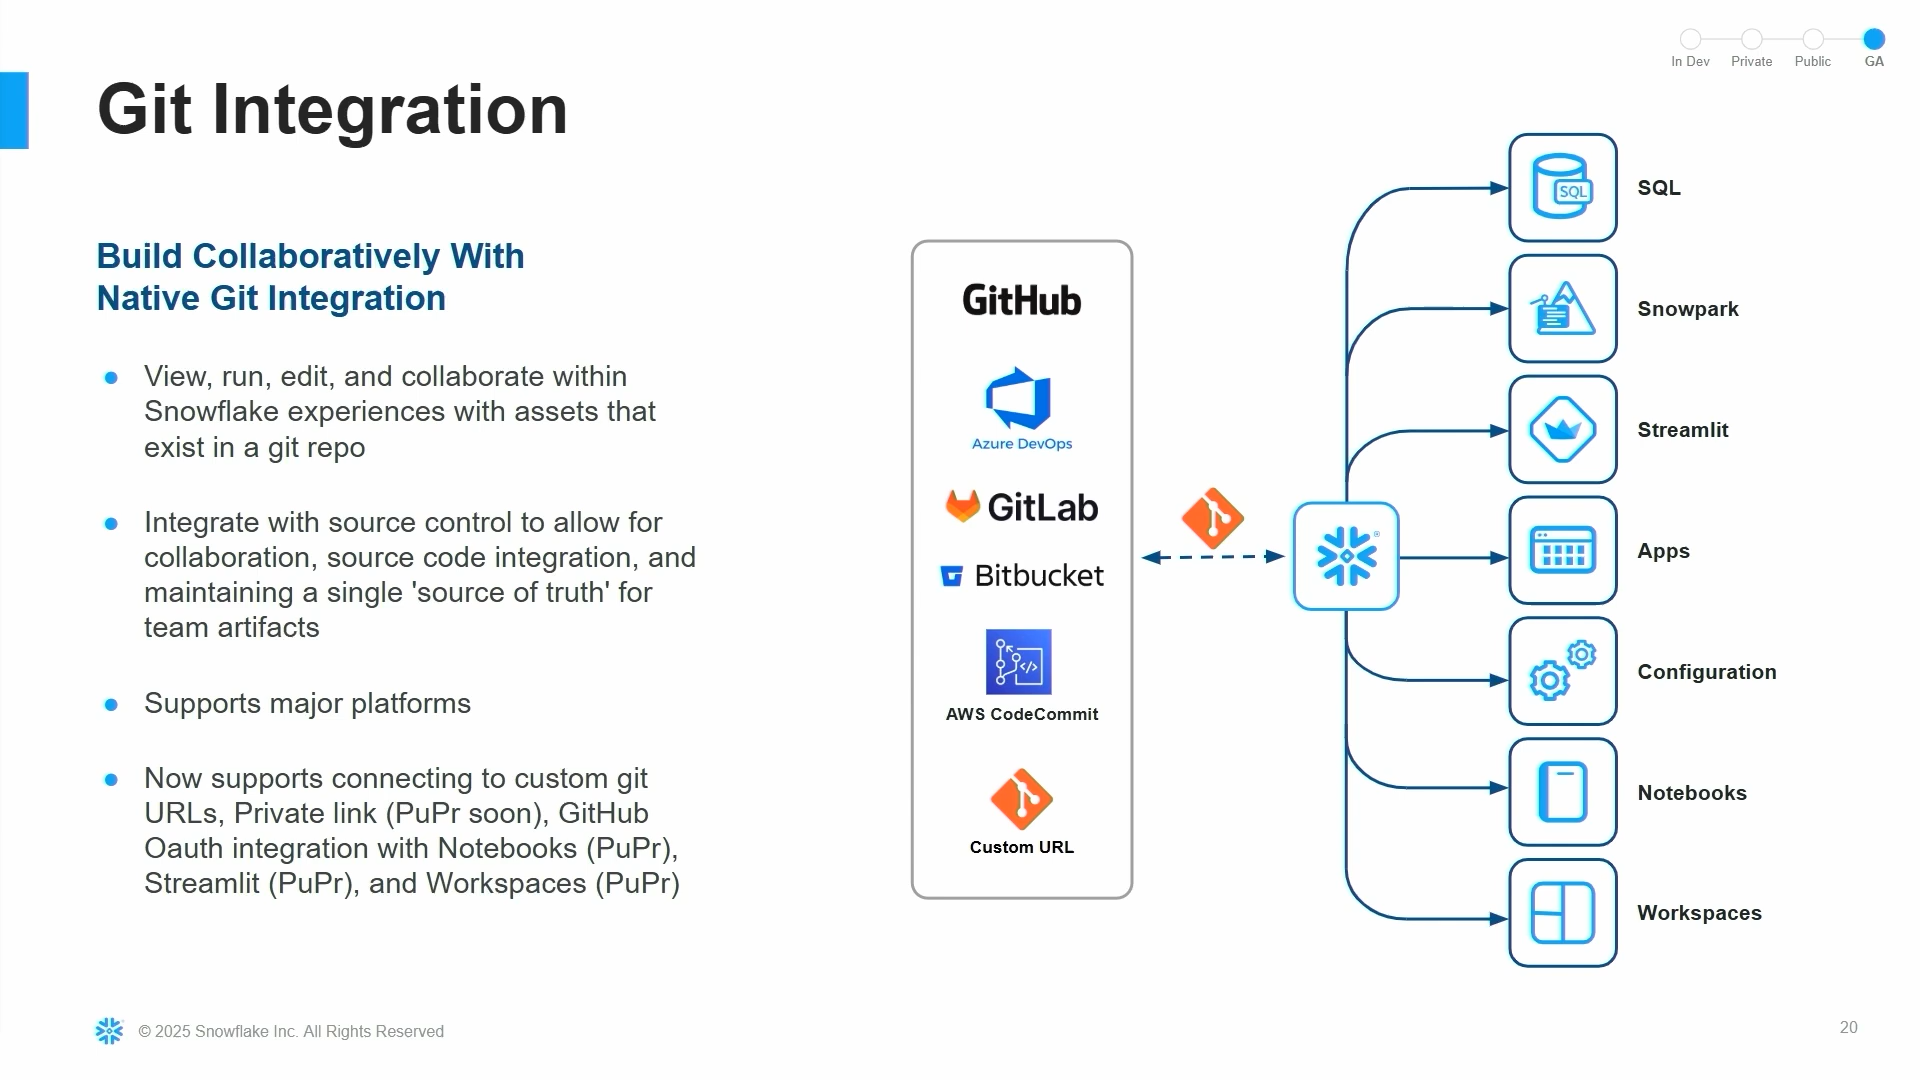 In Dev Private Public GA
Git Integration
Build Collaboratively With
Native Git Integration
View, run, edit, and collaborate within
Snowflake experiences with assets that
exist in a git repo
Integrate with source control to allow for
collaboration, source code integration, and
maintaining a single 'source of truth' for
team artifacts
Supports major platforms
Now supports connecting to custom git
URLs, Private link (PuPr soon), GitHub
Oauth integration with Notebooks (PuPr),
Streamlit (PuPr), and Workspaces (PuPr)
GitHub
Azure DevOps
GitLab
Bitbucket
</>
AWS CodeCommit
Custom URL
®
SQL
SQL
Snowpark
Streamlit
Apps
Configuration
Notebooks
Workspaces
© 2025 Snowflake Inc. All Rights Reserved
20